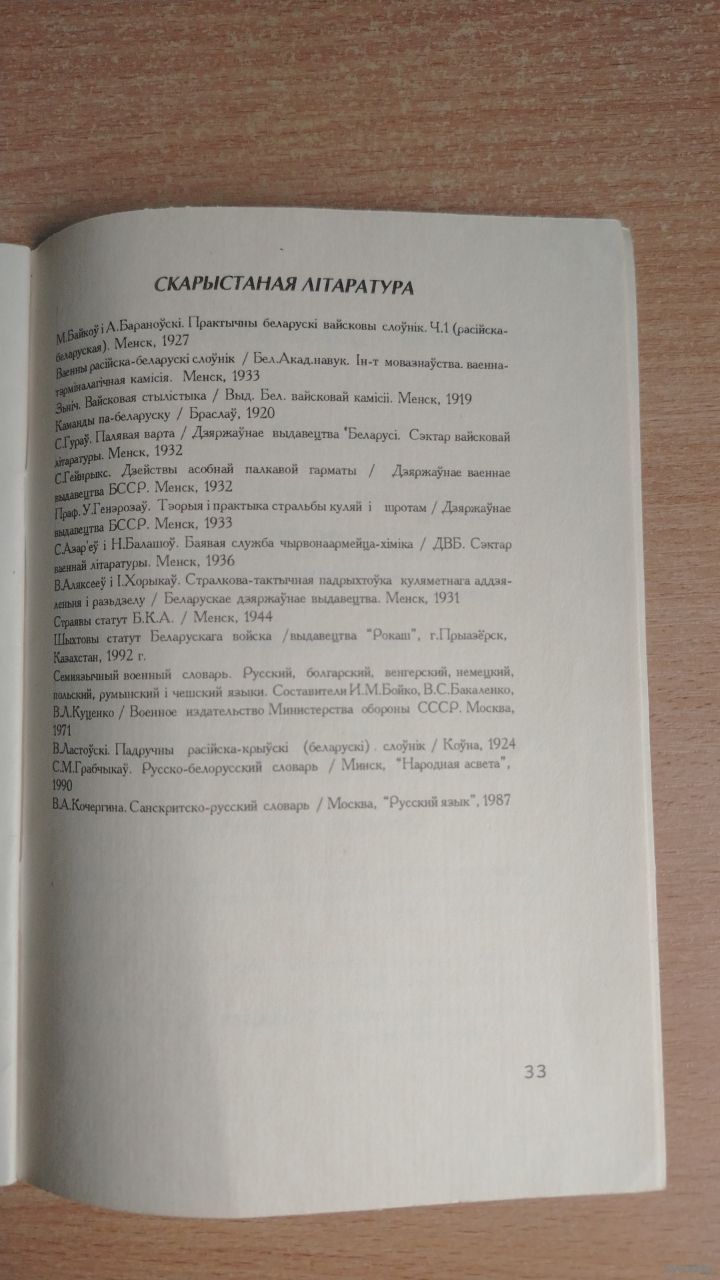 СКАРЫСТАНАЯ ЛІТАРАТУРА
М.Байкоў і А.Бараноўскі. Практычны беларускі вайсковы слоўнік. Ч.1 (расійска-
беларуская). Менск, 1927
Ваенны расійска-беларускі слоўнік / Бел.Акад.навук. Ін-т мовазнаўства. ваенна-
тэрміналагічная камісія. Менск, 1933
Зьніч. Вайсковая стылістыка / Выд. Бел. вайсковай камісіі. Менск, 1919
Каманды па-беларуску / Браслаў, 1920
С.Гураў. Палявая варта / Дзяржаўнае выдавецтва Беларусі. Сэктар вайсковай
літаратуры. Менск, 1932
С.Гейнрыкс. Дзействы асобнай палкавой гарматы / Дзяржаўнае ваеннае
выдавецтва БССР. Менск, 1932
Праф. У.Генэрозаў. Тэорыя і практыка стральбы куляй і шротам / Дзяржаўнае
выдавецтва БССР. Менск, 1933
С.Азар'еў і Н.Балашоў. Баявая служба чырвонаармейца-хіміка / ДВБ. Сэктар
ваеннай літаратуры. Менск, 1936
В.Аляксееў і І.Хорыкаў. Стралкова-тактычная падрыхтоўка куляметнага аддзя-
леньня і разьдзелу / Беларускае дзяржаўнае выдавецтва. Менск, 1931
Страявы статут Б.К.А. / Менск, 1944
Шыхтовы статут Беларускага войска /выдавецтва "Рокаш", г.Прыазёрск,
Казахстан, 1992 г.
Семиязычный военный словарь. Русский, болгарский, венгерский, немецкий,
польский, румынский і чешский языки. Составители И.М.Бойко, В.С.Бакаленко,
В.Л.Куценко / Военное издательство Министерства обороны СССР. Москва,
1971
В.Ластоўскі. Падручны расійска-крыўскі (беларускі) . слоўнік / Коўна, 1924
С.М.Грабчыкаў. Русско-белорусский словарь / Минск, "Народная асвета",
1990
В.А.Кочергина. Санскритско-русский словарь / Москва, "Русский язык", 1987
33